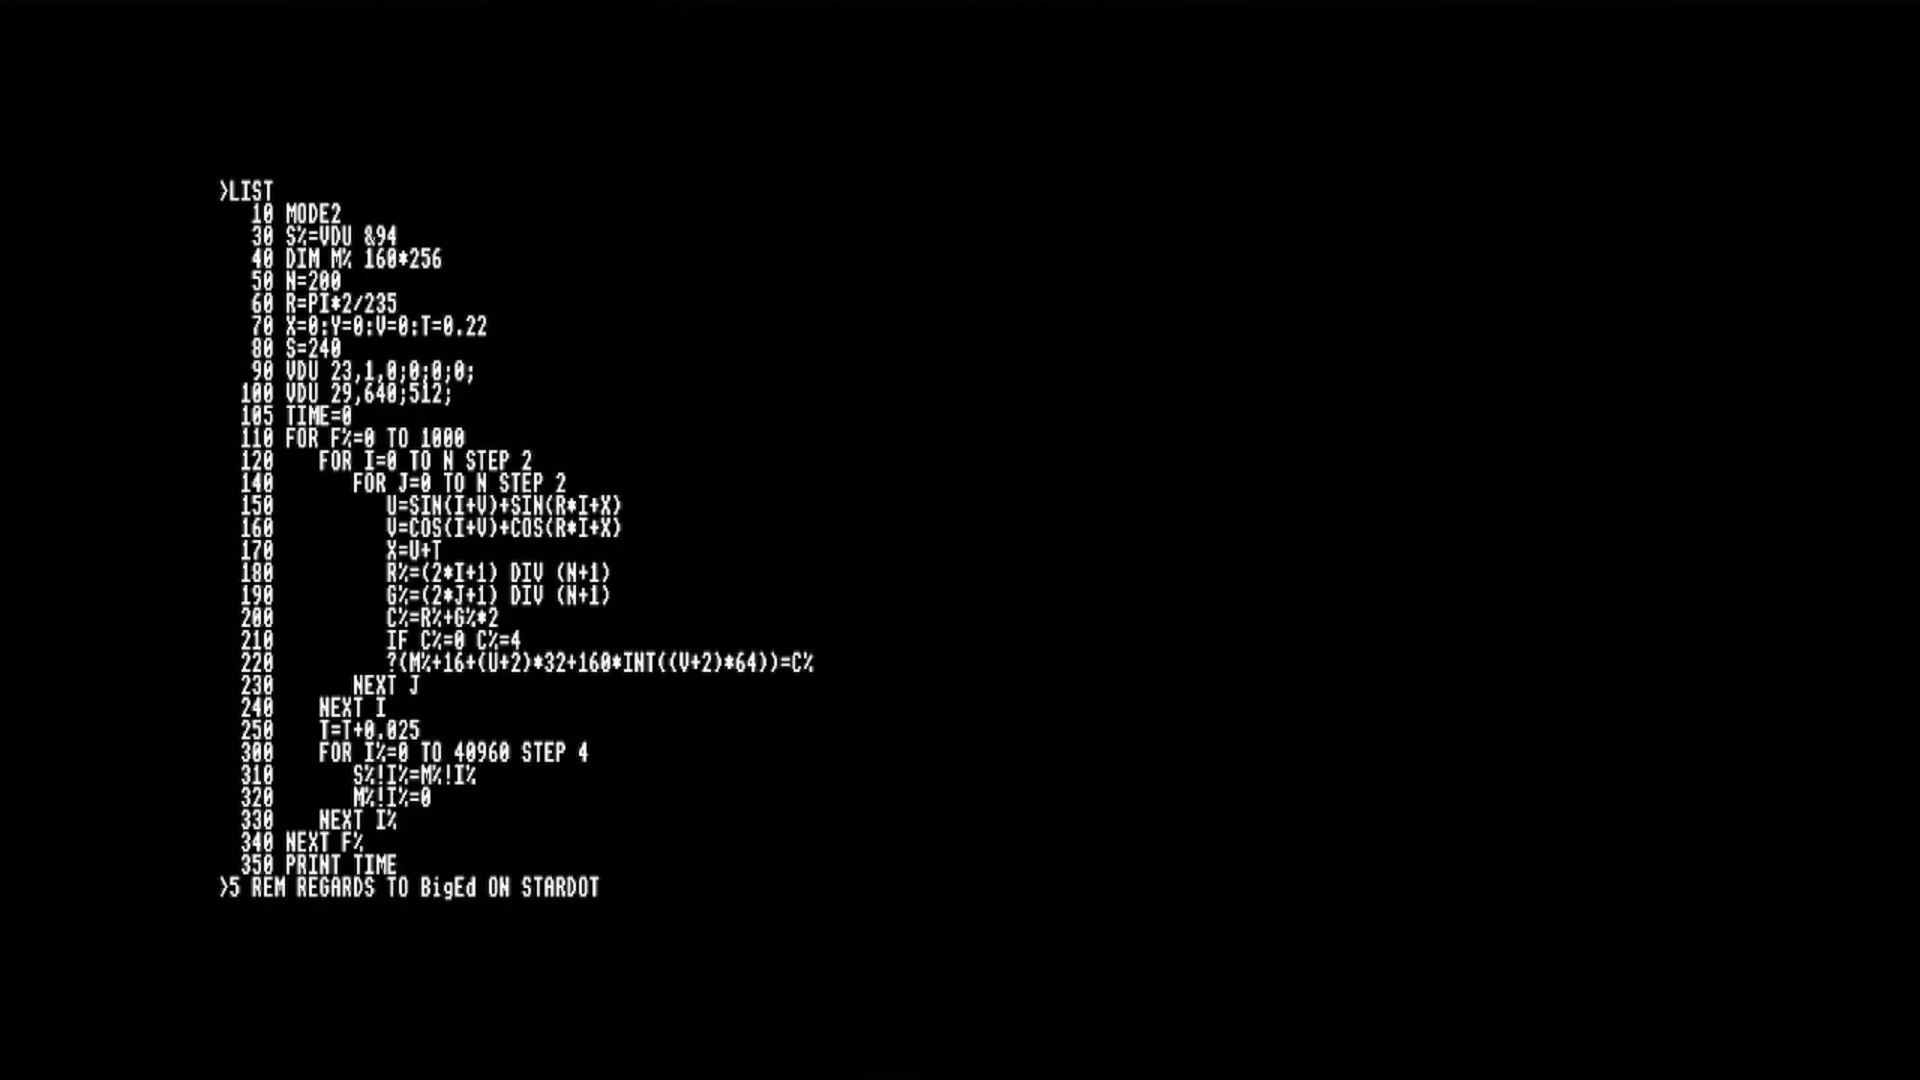 >LIST
   10 MODE2
   30 S%=VDU &94
   40 DIM M% 160*256
   50 N=200
   60 R=PI*2/235
   70 X=0:Y=0:V=0:T=0.22
   80 S=240
   90 VDU 23,1,0;0;0;0;
  100 VDU 29,640;512;
  105 TIME=0
  110 FOR F%=0 TO 1000
  120    FOR I=0 TO N STEP 2
  140       FOR J=0 TO N STEP 2
  150          U=SIN(I+V)+SIN(R*I+X)
  160          V=COS(I+V)+COS(R*I+X)
  170          X=U+T
  180          R%=(2*I+1) DIV (N+1)
  190          G%=(2*J+1) DIV (N+1)
  200          C%=R%+G%*2
  210          IF C%=0 C%=4
  220          ?(M%+16+(U+2)*32+160*INT((V+2)*64))=C%
  230       NEXT J
  240    NEXT I
  250    T=T+0.025
  300    FOR I%=0 TO 40960 STEP 4
  310       S%!I%=M%!I%
  320       M%!I%=0
  330    NEXT I%
  340 NEXT F%
  350 PRINT TIME
>5 REM REGARDS TO BigEd ON STARDOT